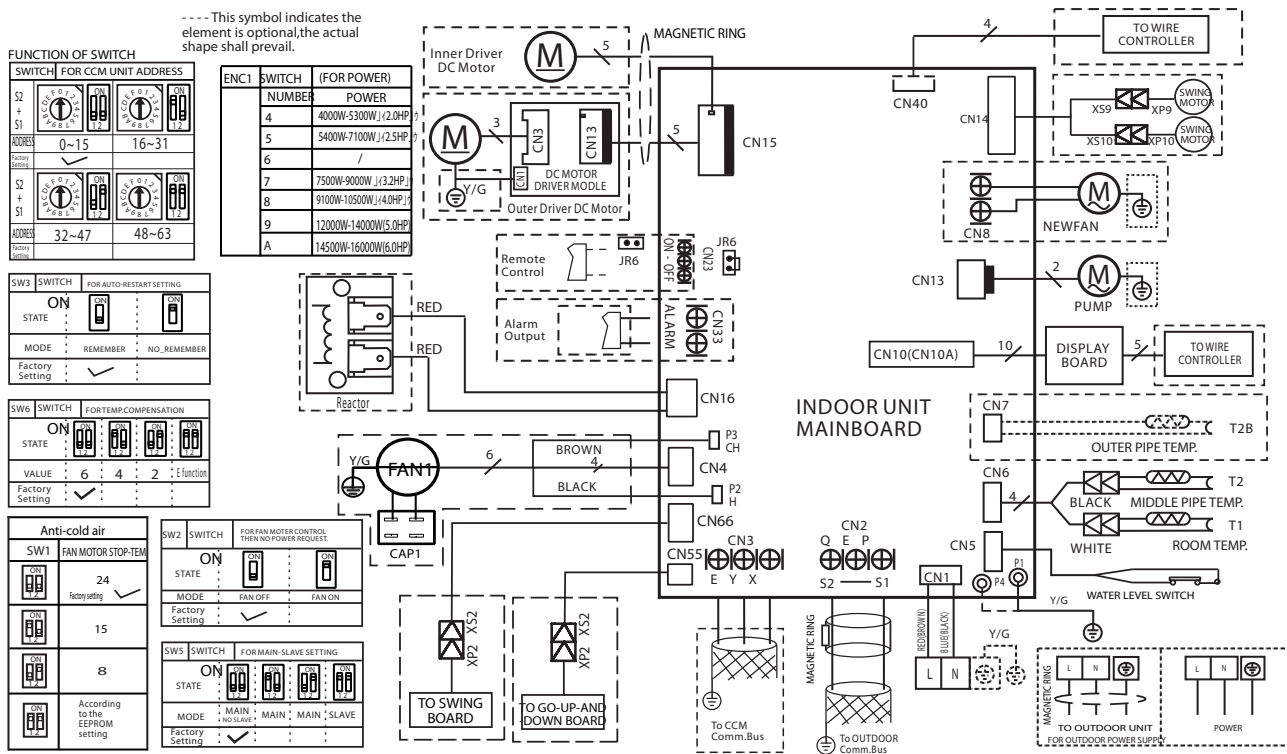 - - - - This symbol indicates the
element is optional,the actual
shape shall prevail.
FUNCTION OF SWITCH
SWITCH FOR CCM UNIT ADDRESS
S2
+
S1
ADDRESS 0~15 16~31
Factory
Setting
S2
+
S1
ADDRESS 32~47 48~63
Factory
Setting
ENC1 SWITCH (FOR POWER)
NUMBER POWER
4 4000W-5300W (2.0HP)
5 5400W-7100W (2.5HP)
6 /
7 7500W-9000W (3.2HP)
8 9100W-10500W (4.0HP)
9 12000W-14000W(5.0HP)
A 14500W-16000W(6.0HP)
SW3 SWITCH FOR AUTO-RESTART SETTING
ON
STATE
ON
MODE REMEMBER NO_REMEMBER
Factory
Setting
SW6 SWITCH FOR TEMP.COMPENSATION
ON
STATE
VALUE 6 4 2 E function
Factory
Setting
Anti-cold air
SW1 FAN MOTOR STOP-TEM
24
Factory setting
15
8
According
to the
EEPROM
setting
SW2 SWITCH FOR FAN MOTER CONTROL
THEN NO POWER REQUEST.
ON
STATE
MODE FAN OFF FAN ON
Factory
Setting
SW5 SWITCH FOR MAIN-SLAVE SETTING
ON
STATE
MODE MAIN NO SLAVE MAIN MAIN SLAVE
Factory
Setting
Inner Driver
DC Motor
M
5
MAGNETIC RING
M
3
CN3
CN13
CN1
DC MOTOR
DRIVER MODLE
Y/G
Outer Driver DC Motor
5
CN15
Remote
Control
JR6
ON - OFF
CN23
JR6
Alarm
Output
ALARM
CN33
RED
RED
Reactor
CN16
Y/G
FAN1
6
BROWN
4
BLACK
CAP1
P3
CH
CN4
P2
H
CN66
CN55
XP2 XS2
TO SWING
BOARD
XP2 XS2
TO GO-UP-AND
-DOWN BOARD
INDOOR UNIT
MAINBOARD
CN3
E Y X
CN2
Q E P
S2 S1
To CCM
Comm.Bus
MAGNETIC RING
To OUTDOOR
Comm.Bus
CN1
RED(BROWN)
BLUE(BLACK)
L N
Y/G
P4
P1
Y/G
CN40
4
TO WIRE
CONTROLLER
CN14
XS9 XP9
SWING
MOTOR
XS10 XP10
SWING
MOTOR
CN8
M
NEWFAN
CN13
2
M
PUMP
CN10(CN10A)
10
DISPLAY
BOARD
5
TO WIRE
CONTROLLER
CN7
T2B
OUTER PIPE TEMP.
CN6
4
BLACK
T2
MIDDLE PIPE TEMP.
T1
WHITE
ROOM TEMP.
CN5
WATER LEVEL SWITCH
MAGNETIC RING
L N
TO OUTDOOR UNIT
FOR OUTDOOR POWER SUPPLY
L N
POWER